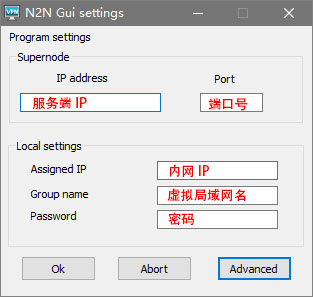 VPN
N2N Gui settings
Program settings
Supernode
IP address Port
服务端 IP 端口号
Local settings
Assigned IP 内网 IP
Group name 虚拟局域网名
Password 密码
Ok Abort Advanced